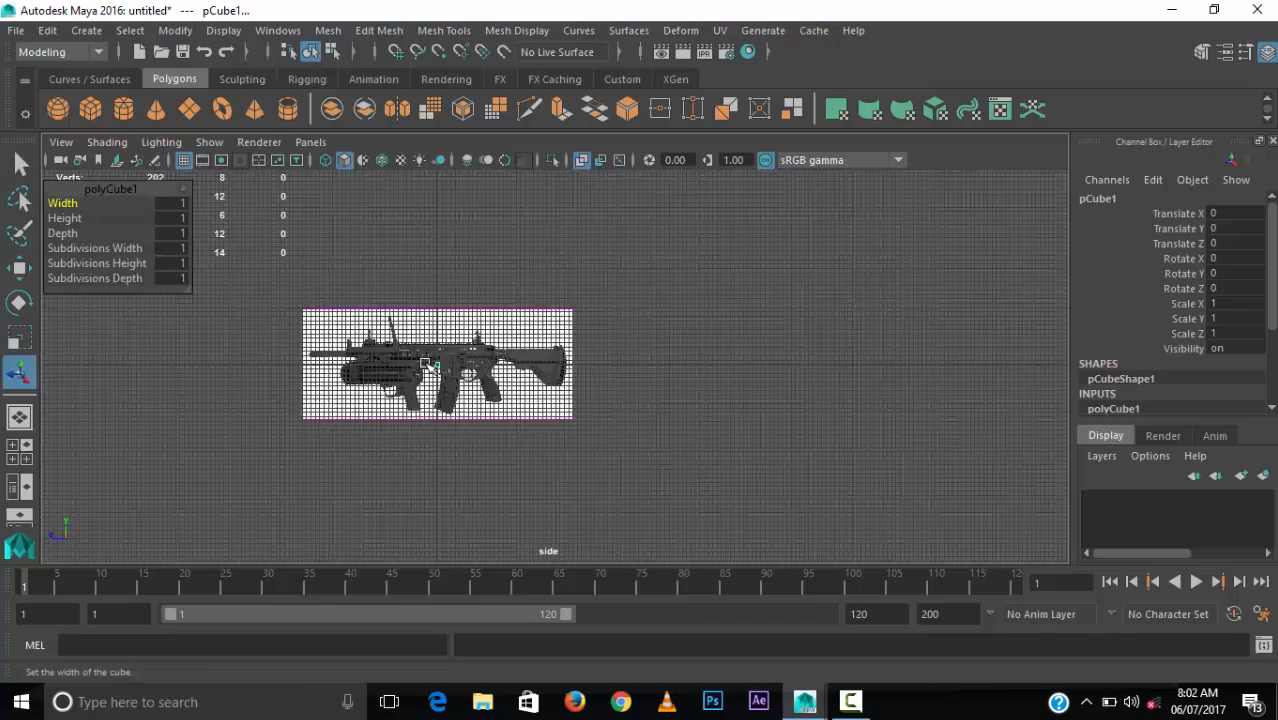 Autodesk Maya 2016: untitled*   ---   pCube1...
File Edit Create Select Modify Display Windows Mesh Edit Mesh Mesh Tools Mesh Display Curves Surfaces Deform UV Generate Cache Help
Modeling No Live Surface
Curves / Surfaces Polygons Sculpting Rigging Animation Rendering FX FX Caching Custom XGen
View Shading Lighting Show Renderer Panels
0.00 1.00 sRGB gamma
Verts: 202 8 0
12 0
6 0
12 0
14 0
polyCube1
Width 1
Height 1
Depth 1
Subdivisions Width 1
Subdivisions Height 1
Subdivisions Depth 1
y
z
side
Channel Box / Layer Editor
Channels Edit Object Show
pCube1
Translate X 0
Translate Y 0
Translate Z 0
Rotate X 0
Rotate Y 0
Rotate Z 0
Scale X 1
Scale Y 1
Scale Z 1
Visibility on
SHAPES
pCubeShape1
INPUTS
polyCube1
Display Render Anim
Layers Options Help
1 5 10 15 20 25 30 35 40 45 50 55 60 65 70 75 80 85 90 95 100 105 110 115 12 1
1 1 1 120 120 200 No Anim Layer No Character Set
MEL
Set the width of the cube.
Type here to search
Ps Ae
8:02 AM
06/07/2017
13